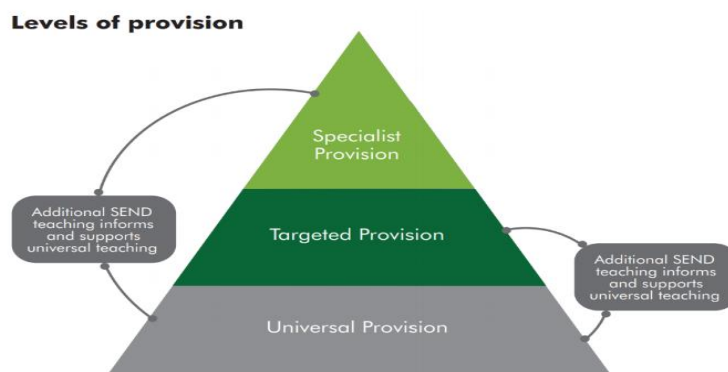 Levels of provision
Specialist
Provision
Additional SEND
teaching informs
and supports
universal teaching
Targeted Provision
Additional SEND
teaching informs
and supports
universal teaching
Universal Provision